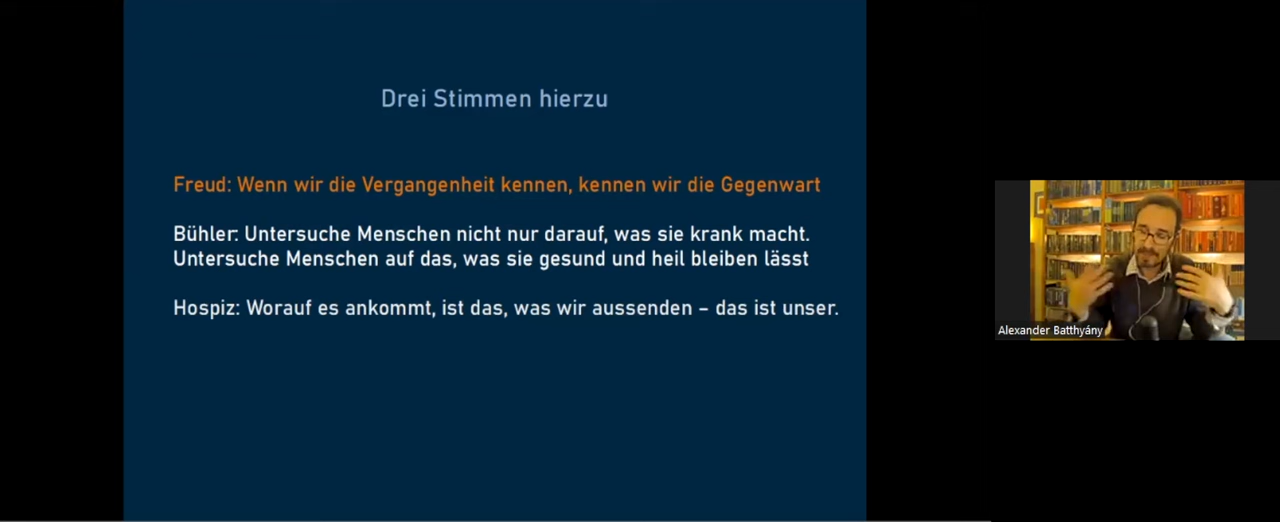 Drei Stimmen hierzu
Freud: Wenn wir die Vergangenheit kennen, kennen wir die Gegenwart
Bühler: Untersuche Menschen nicht nur darauf, was sie krank macht.
Untersuche Menschen auf das, was sie gesund und heil bleiben lässt
Hospiz: Worauf es ankommt, ist das, was wir aussenden – das ist unser.
Alexander Batthyány